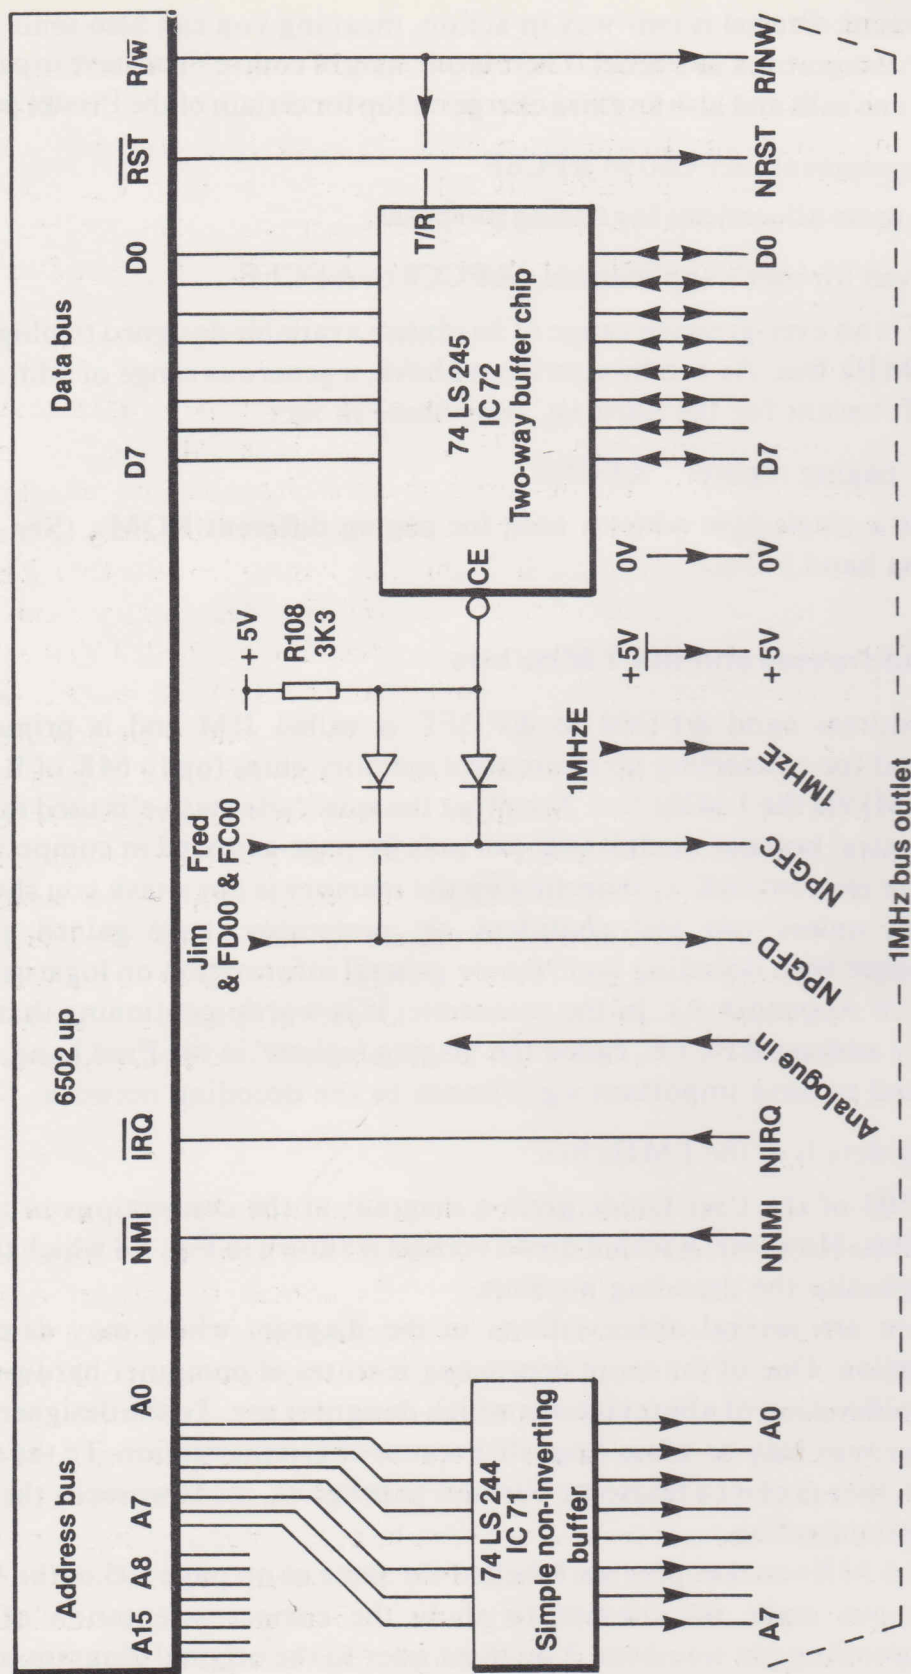 Address bus
6502 up
Data bus
A15 A8 A7 A0
N̅M̅I̅
I̅R̅Q̅
D7
D0
R̅S̅T̅
R/w̅
Jim Fred
& FD00 & FC00
+ 5V
R108
3K3
T/R
CE
74 LS 245
IC 72
Two-way buffer chip
74 LS 244
IC 71
Simple non-inverting
buffer
1MHzE
+5V
0V
A7
A0
NNMI
NIRQ
Analogue in
NPGFD
NPGFC
1MHzE
+5V
0V
D7
D0
NRST
R/NW
1MHz bus outlet